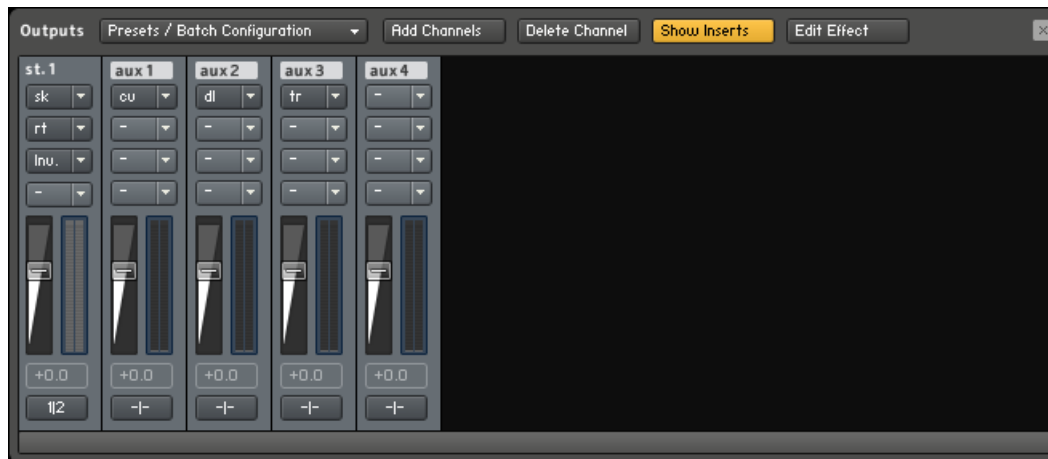 Outputs Presets / Batch Configuration Add Channels Delete Channel Show Inserts Edit Effect
st.1 aux 1 aux 2 aux 3 aux 4
sk cv dl tr -
rt - - - -
Inv. - - - -
- - - - -
+0.0 +0.0 +0.0 +0.0 +0.0
1|2 -|- -|- -|- -|-